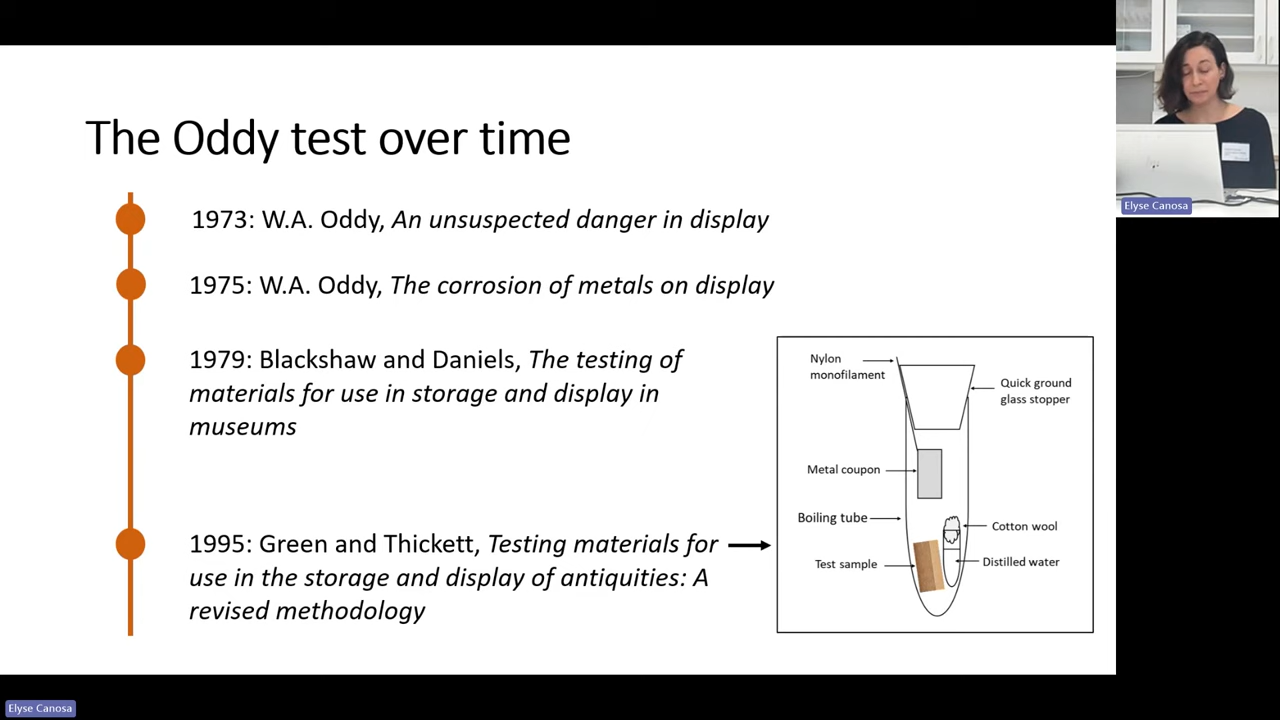 The Oddy test over time
1973: W.A. Oddy, An unsuspected danger in display
1975: W.A. Oddy, The corrosion of metals on display
1979: Blackshaw and Daniels, The testing of
materials for use in storage and display in
museums
1995: Green and Thickett, Testing materials for
use in the storage and display of antiquities: A
revised methodology
Nylon
monofilament
Quick ground
glass stopper
Metal coupon
Boiling tube
Cotton wool
Test sample
Distilled water
Elyse Canosa
Elyse Canosa